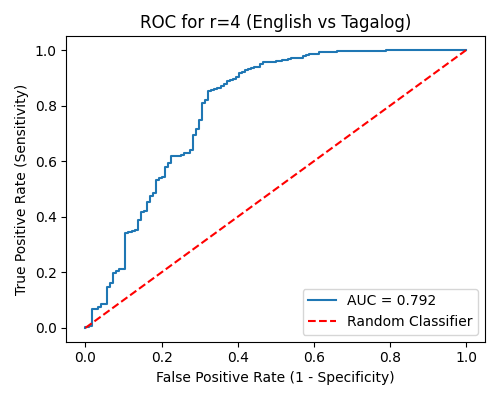 ROC for r=4 (English vs Tagalog)
True Positive Rate (Sensitivity)
1.0
0.8
0.6
0.4
0.2
0.0
AUC = 0.792
Random Classifier
0.0 0.2 0.4 0.6 0.8 1.0
False Positive Rate (1 - Specificity)